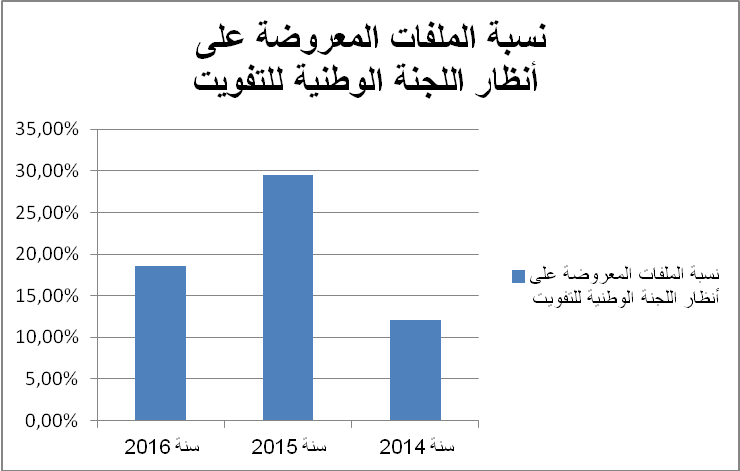 نسبة الملفات المعروضة على
أنظار اللجنة الوطنية للتفويت
35,00%
30,00%
25,00%
20,00%
15,00%
10,00%
5,00%
0,00%
سنة 2016
سنة 2015
سنة 2014
نسبة الملفات المعروضة على
أنظار اللجنة الوطنية للتفويت